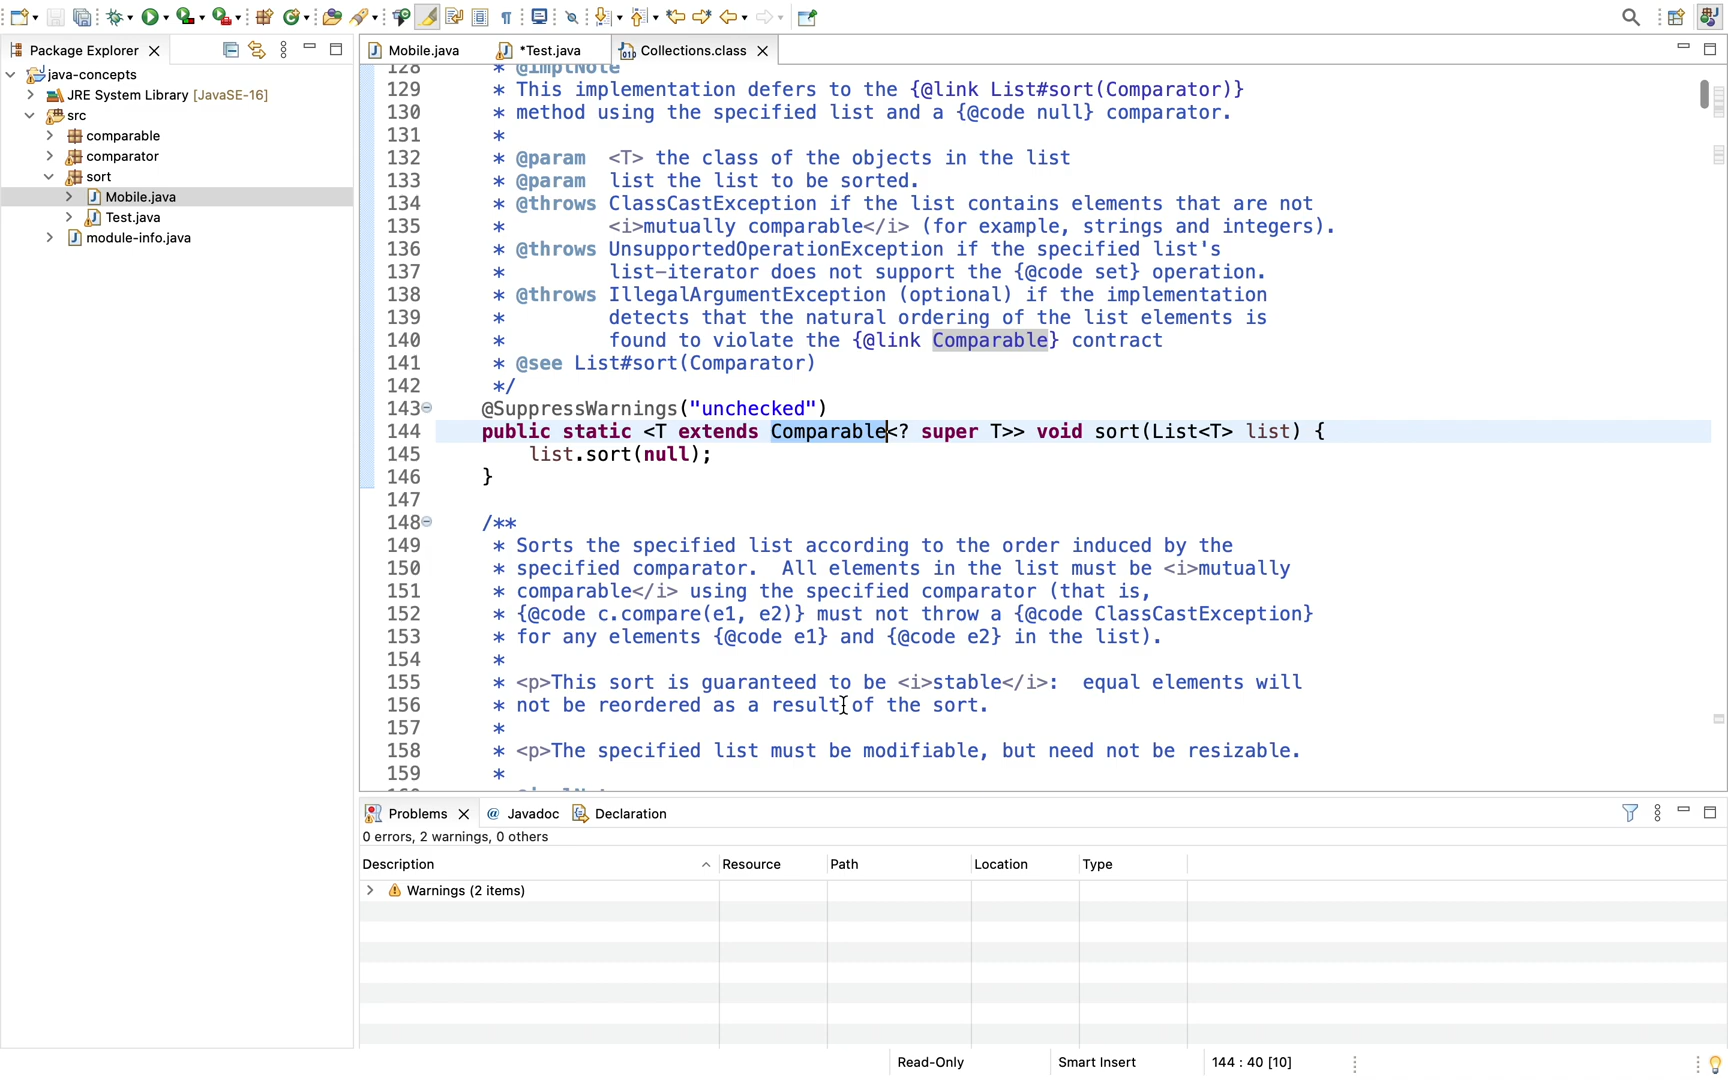 Package Explorer
java-concepts
JRE System Library [JavaSE-16]
src
comparable
comparator
sort
Mobile.java
Test.java
module-info.java
Mobile.java
*Test.java
Collections.class
128 * @implNote
129 * This implementation defers to the {@link List#sort(Comparator)}
130 * method using the specified list and a {@code null} comparator.
131 *
132 * @param <T> the class of the objects in the list
133 * @param list the list to be sorted.
134 * @throws ClassCastException if the list contains elements that are not
135 * <i>mutually comparable</i> (for example, strings and integers).
136 * @throws UnsupportedOperationException if the specified list's
137 * list-iterator does not support the {@code set} operation.
138 * @throws IllegalArgumentException (optional) if the implementation
139 * detects that the natural ordering of the list elements is
140 * found to violate the {@link Comparable} contract
141 * @see List#sort(Comparator)
142 */
143 @SuppressWarnings("unchecked")
144 public static <T extends Comparable<? super T>> void sort(List<T> list) {
145 list.sort(null);
146 }
147
148 /**
149 * Sorts the specified list according to the order induced by the
150 * specified comparator.  All elements in the list must be <i>mutually
151 * comparable</i> using the specified comparator (that is,
152 * {@code c.compare(e1, e2)} must not throw a {@code ClassCastException}
153 * for any elements {@code e1} and {@code e2} in the list).
154 *
155 * <p>This sort is guaranteed to be <i>stable</i>:  equal elements will
156 * not be reordered as a result of the sort.
157 *
158 * <p>The specified list must be modifiable, but need not be resizable.
159 *
Problems
@ Javadoc
Declaration
0 errors, 2 warnings, 0 others
Description Resource Path Location Type
Warnings (2 items)
Read-Only Smart Insert 144 : 40 [10]